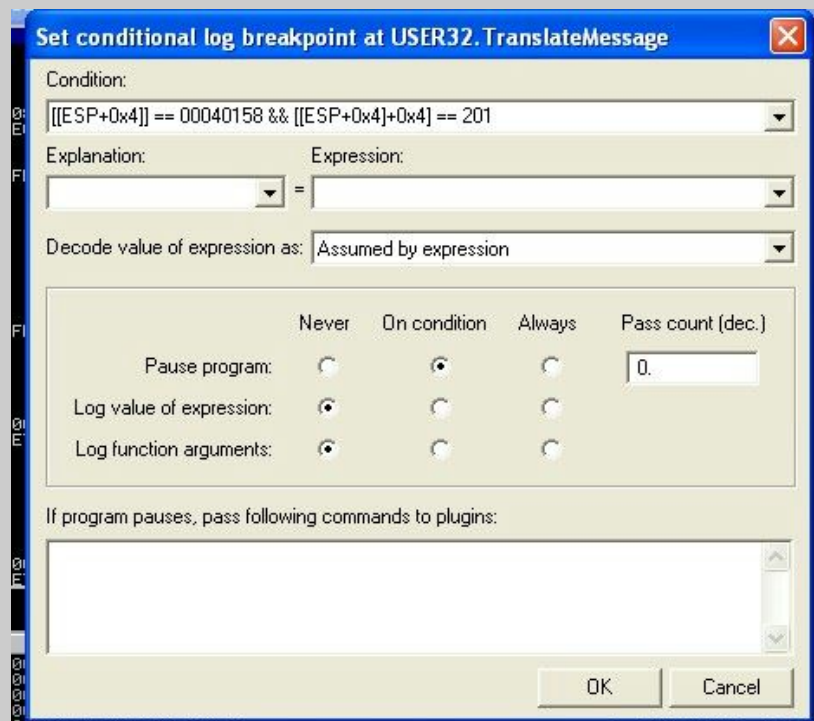 Set conditional log breakpoint at USER32.TranslateMessage
Condition:
[[ESP+0x4]] == 00040158 && [[ESP+0x4]+0x4] == 201
Explanation: Expression:
=
Decode value of expression as: Assumed by expression
Never On condition Always Pass count (dec.)
Pause program: 0.
Log value of expression:
Log function arguments:
If program pauses, pass following commands to plugins:
OK Cancel